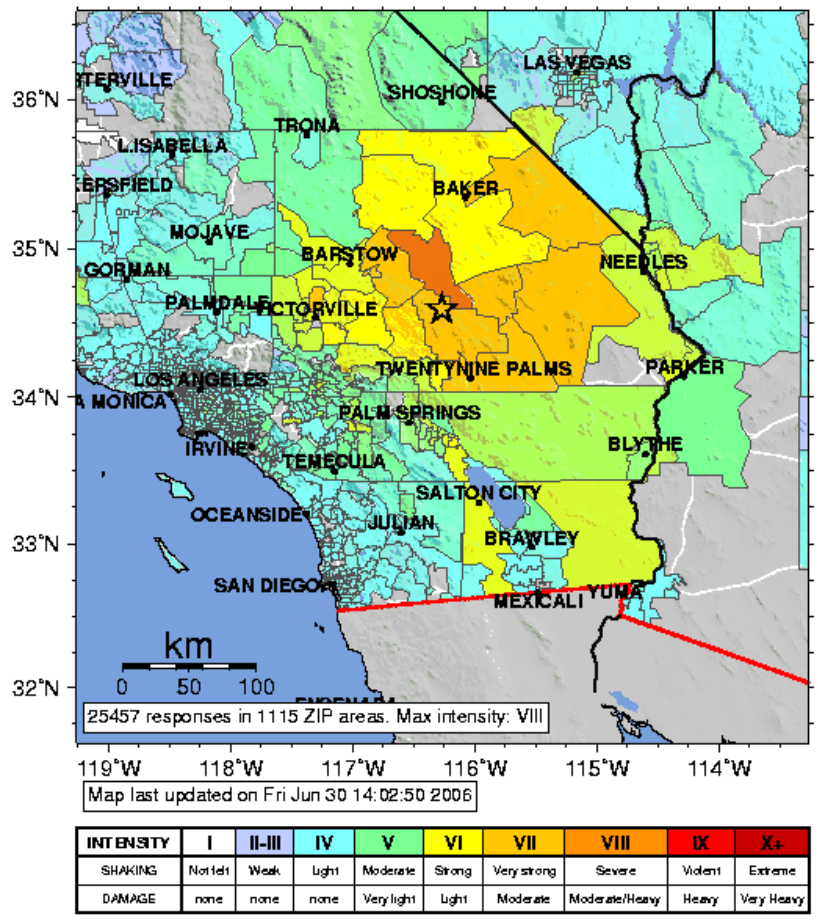 LAS VEGAS
TERVILLE
36°N
SHOSHONE
TRONA
L.ISABELLA
ERSFIELD
BAKER
MOJAVE
35°N
BARSTOW
NEEDLES
GORMAN
PALMDALE
VICTORVILLE
TWENTYNINE PALMS
PARKER
LOS ANGELES
34°N
A MONICA
PALM SPRINGS
IRVINE
BLYTHE
TEMECULA
SALTON CITY
OCEANSIDE
JULIAN
33°N
BRAWLEY
SAN DIEGO
YUMA
MEXICALI
km
0 50 100
32°N
25457 responses in 1115 ZIP areas. Max intensity: VIII
119°W 118°W 117°W 116°W 115°W 114°W
Map last updated on Fri Jun 30 14:02:50 2006
INTENSITY I II-III IV V VI VII VIII IX X+
SHAKING Not felt Weak Light Moderate Strong Very strong Severe Violent Extreme
DAMAGE none none none Very light Light Moderate Moderate/Heavy Heavy Very Heavy